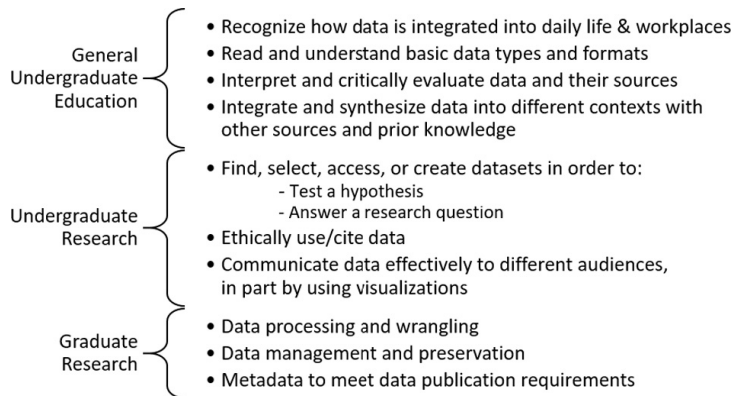 General
Undergraduate
Education
• Recognize how data is integrated into daily life & workplaces
• Read and understand basic data types and formats
• Interpret and critically evaluate data and their sources
• Integrate and synthesize data into different contexts with
other sources and prior knowledge
Undergraduate
Research
• Find, select, access, or create datasets in order to:
- Test a hypothesis
- Answer a research question
• Ethically use/cite data
• Communicate data effectively to different audiences,
in part by using visualizations
Graduate
Research
• Data processing and wrangling
• Data management and preservation
• Metadata to meet data publication requirements